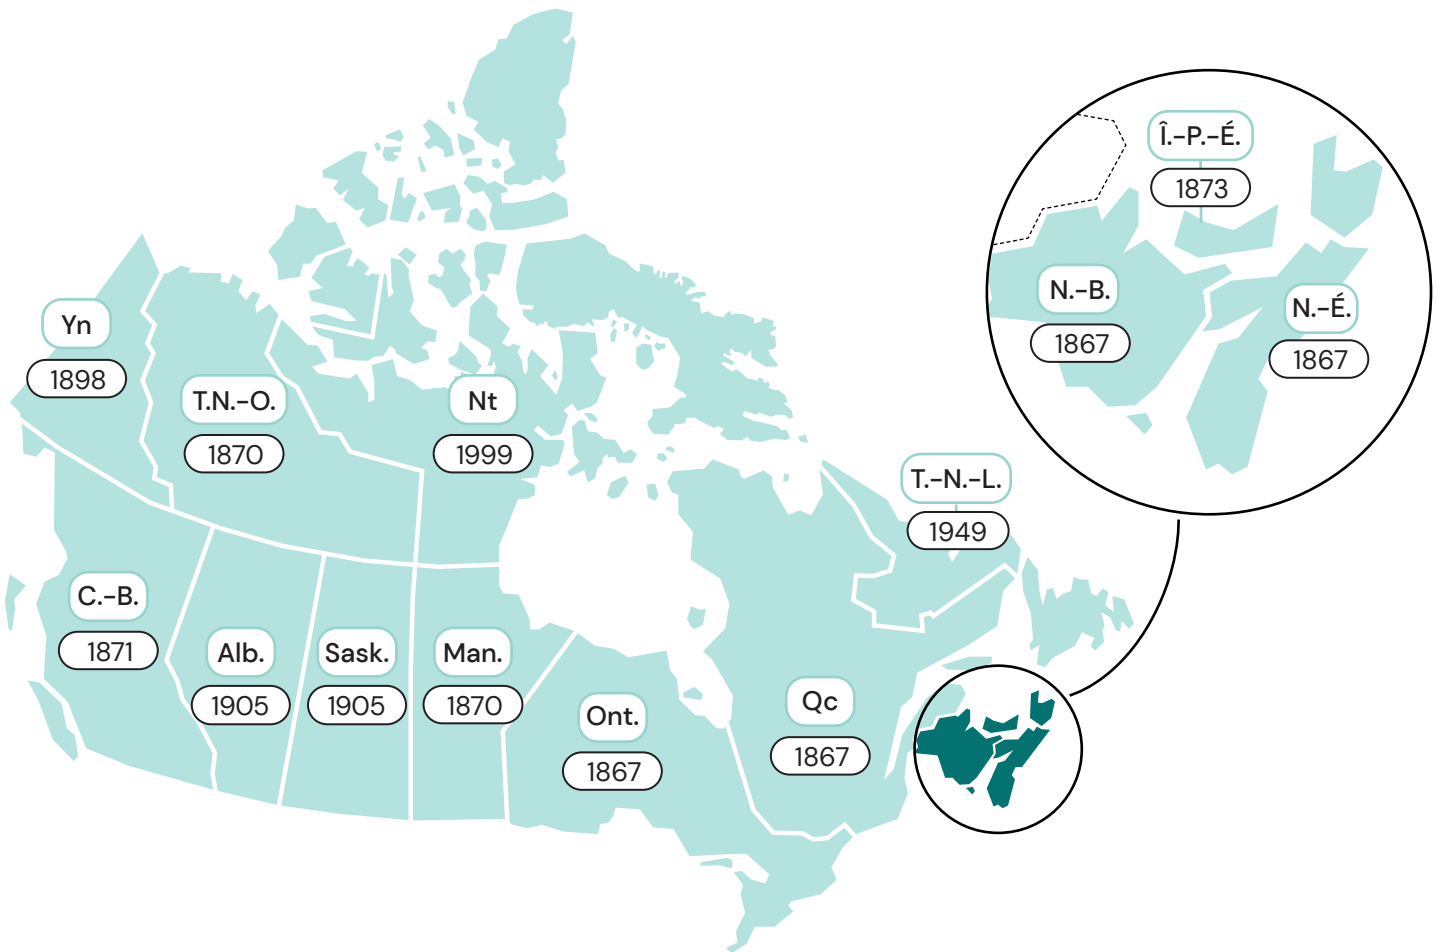 Î.-P.-É.
1873
N.-B.
1867
N.-É.
1867
Yn
1898
T.N.-O.
1870
Nt
1999
T.-N.-L.
1949
C.-B.
1871
Alb.
1905
Sask.
1905
Man.
1870
Ont.
1867
Qc
1867